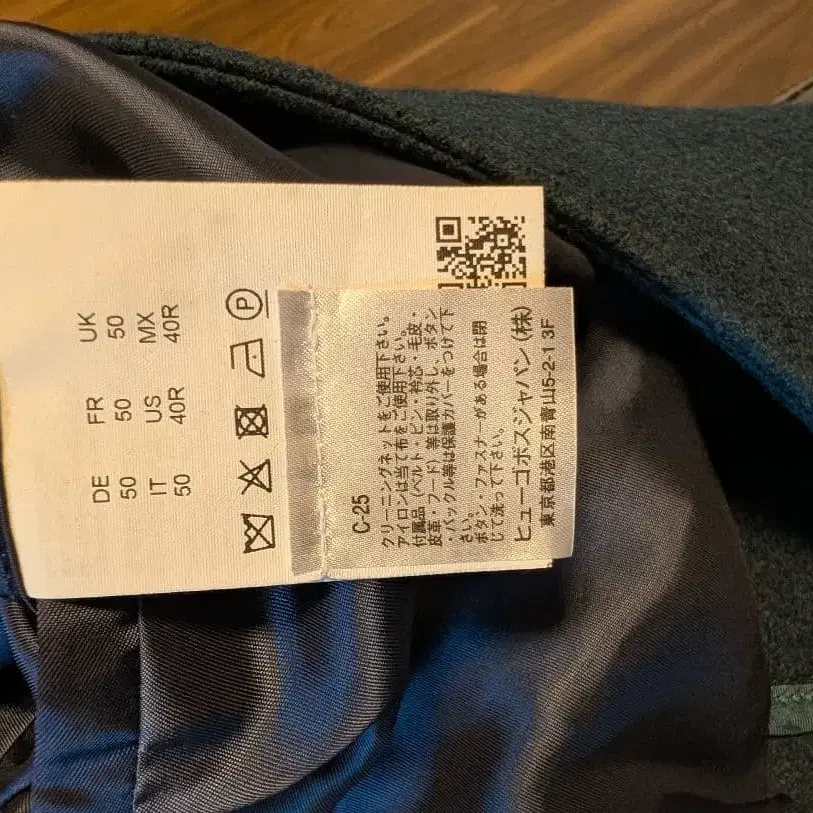 DE FR UK
50 50 50
IT US MX
50 40R 40R
P
C-25
クリーニングネットをご使用下さい。
アイロンは当て布をご使用下さい。
付属品（ベルト・ピン・衿芯・毛皮・
皮革・フード）等は取り外し、ボタン
・バックル等は保護カバーをつけて下
さい。
ボタン・ファスナーがある場合は閉
じて洗って下さい。
ヒューゴボスジャパン(株)
東京都港区南青山5-2-1 3F